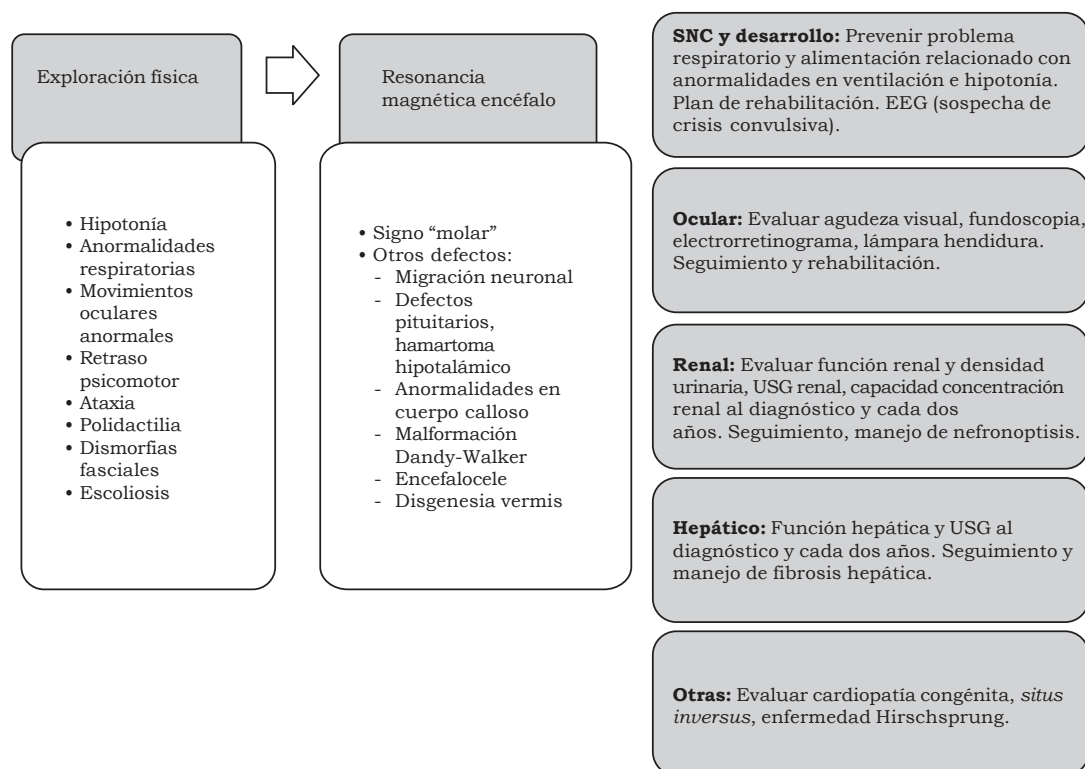 Exploración física
• Hipotonía
• Anormalidades
respiratorias
• Movimientos
oculares
anormales
• Retraso
psicomotor
• Ataxia
• Polidactilia
• Dismorfias
fasciales
• Escoliosis
Resonancia
magnética encéfalo
• Signo “molar”
• Otros defectos:
- Migración neuronal
- Defectos
pituitarios,
hamartoma
hipotalámico
- Anormalidades en
cuerpo calloso
- Malformación
Dandy-Walker
- Encefalocele
- Disgenesia vermis
SNC y desarrollo: Prevenir problema
respiratorio y alimentación relacionado con
anormalidades en ventilación e hipotonía.
Plan de rehabilitación. EEG (sospecha de
crisis convulsiva).
Ocular: Evaluar agudeza visual, fundoscopia,
electrorretinograma, lámpara hendidura.
Seguimiento y rehabilitación.
Renal: Evaluar función renal y densidad
urinaria, USG renal, capacidad concentración
renal al diagnóstico y cada dos
años. Seguimiento, manejo de nefronoptisis.
Hepático: Función hepática y USG al
diagnóstico y cada dos años. Seguimiento y
manejo de fibrosis hepática.
Otras: Evaluar cardiopatía congénita, situs
inversus, enfermedad Hirschsprung.